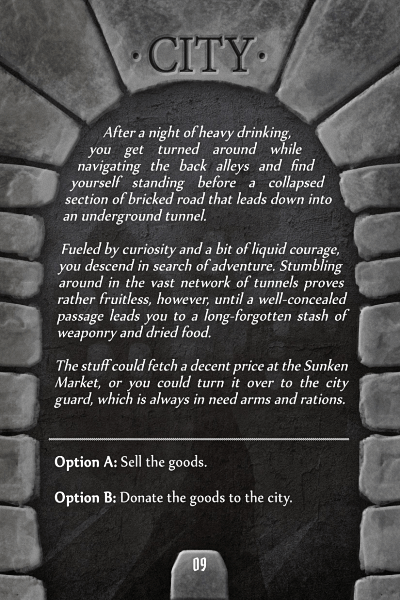 · CITY ·
After a night of heavy drinking,
you get turned around while
navigating the back alleys and find
yourself standing before a collapsed
section of bricked road that leads down into
an underground tunnel.
Fueled by curiosity and a bit of liquid courage,
you descend in search of adventure. Stumbling
around in the vast network of tunnels proves
rather fruitless, however, until a well-concealed
passage leads you to a long-forgotten stash of
weaponry and dried food.
The stuff could fetch a decent price at the Sunken
Market, or you could turn it over to the city
guard, which is always in need arms and rations.
Option A: Sell the goods.
Option B: Donate the goods to the city.
09